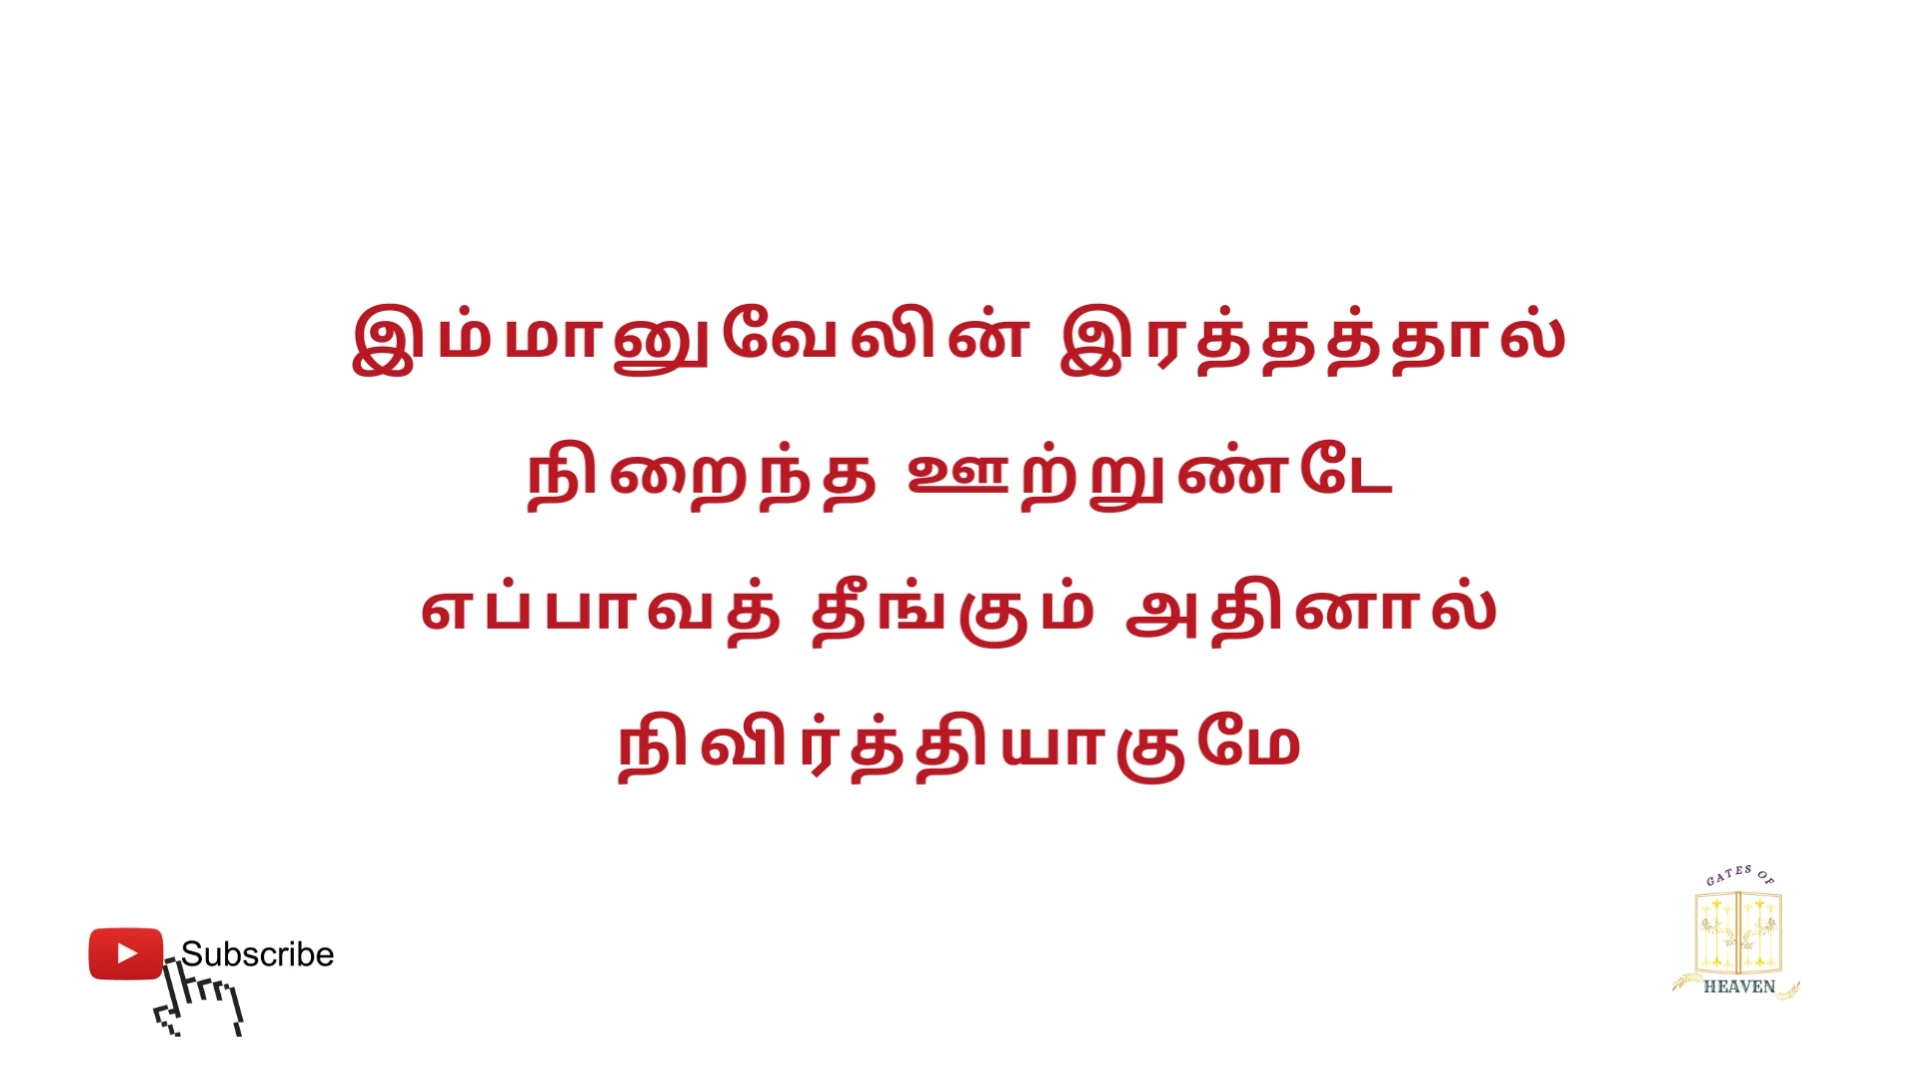 இம்மானுவேலின் இரத்தத்தால்
நிறைந்த ஊற்றுண்டே
எப்பாவத் தீங்கும் அதினால்
நிவிர்த்தியாகுமே
Subscribe
GATES OF
HEAVEN